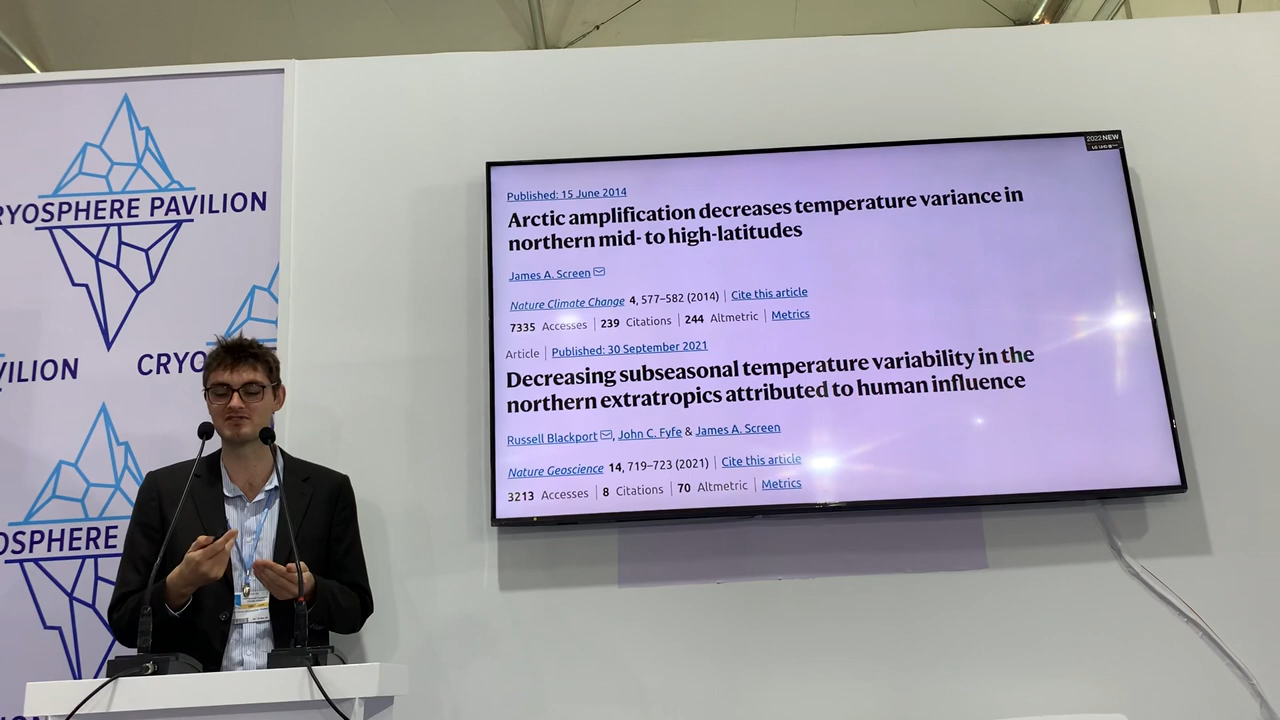 RYOSPHERE PAVILION
VILION
CRYO
OSPHERE
2022 NEW
LG UHD
Published: 15 June 2014
Arctic amplification decreases temperature variance in
northern mid- to high-latitudes
James A. Screen
Nature Climate Change 4, 577–582 (2014) | Cite this article
7335 Accesses | 239 Citations | 244 Altmetric | Metrics
Article | Published: 30 September 2021
Decreasing subseasonal temperature variability in the
northern extratropics attributed to human influence
Russell Blackport, John C. Fyfe & James A. Screen
Nature Geoscience 14, 719–723 (2021) | Cite this article
3213 Accesses | 8 Citations | 70 Altmetric | Metrics